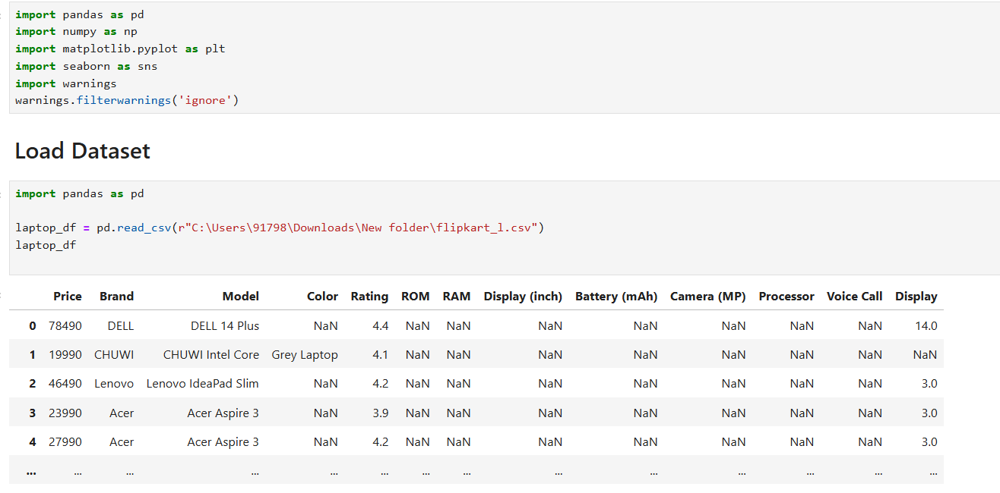 import pandas as pd
import numpy as np
import matplotlib.pyplot as plt
import seaborn as sns
import warnings
warnings.filterwarnings('ignore')
Load Dataset
import pandas as pd
laptop_df = pd.read_csv(r"C:\Users\91798\Downloads\New folder\flipkart_l.csv")
laptop_df
Price Brand Model Color Rating ROM RAM Display (inch) Battery (mAh) Camera (MP) Processor Voice Call Display
0 78490 DELL DELL 14 Plus NaN 4.4 NaN NaN NaN NaN NaN NaN NaN 14.0
1 19990 CHUWI CHUWI Intel Core Grey Laptop 4.1 NaN NaN NaN NaN NaN NaN NaN NaN
2 46490 Lenovo Lenovo IdeaPad Slim NaN 4.2 NaN NaN NaN NaN NaN NaN NaN 3.0
3 23990 Acer Acer Aspire 3 NaN 3.9 NaN NaN NaN NaN NaN NaN NaN 3.0
4 27990 Acer Acer Aspire 3 NaN 4.2 NaN NaN NaN NaN NaN NaN NaN 3.0
... ... ... ... ... ... ... ... ... ... ... ... ... ...